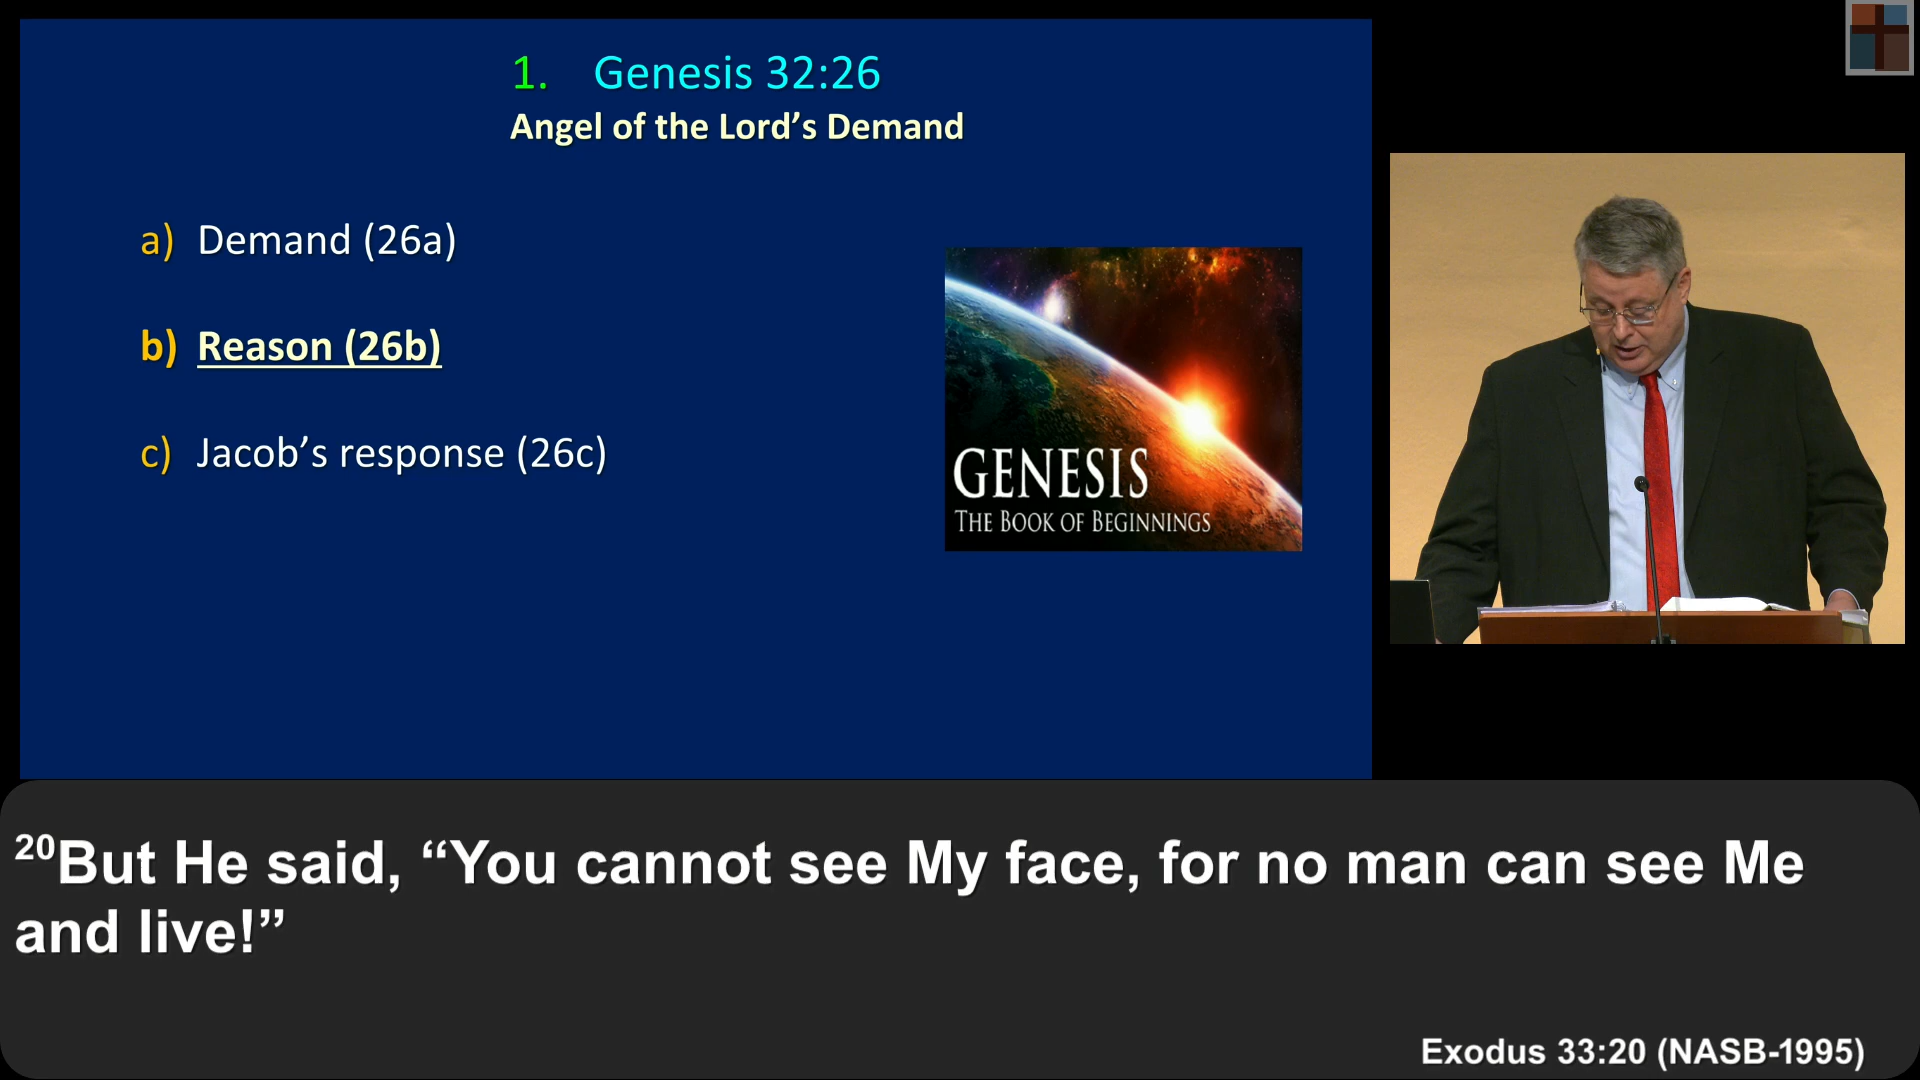 1. Genesis 32:26
Angel of the Lord’s Demand
a) Demand (26a)
b) Reason (26b)
c) Jacob’s response (26c)
GENESIS
THE BOOK OF BEGINNINGS
20But He said, “You cannot see My face, for no man can see Me
and live!”
Exodus 33:20 (NASB-1995)